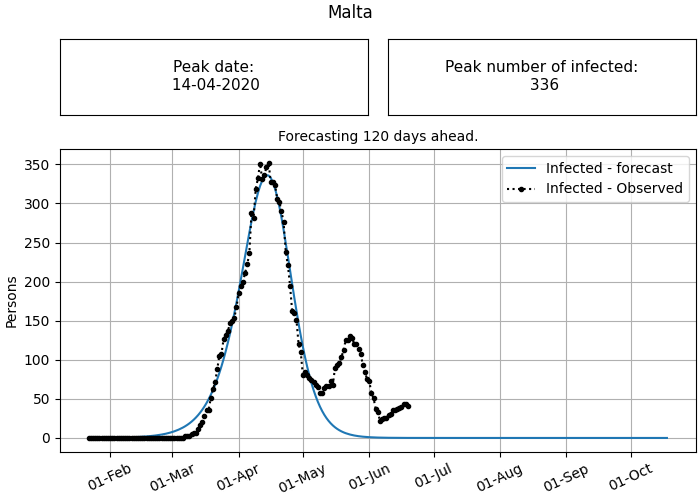 Malta
Peak date:
14-04-2020
Peak number of infected:
336
Forecasting 120 days ahead.
Infected - forecast
Infected - Observed
Persons
350
300
250
200
150
100
50
0
01-Feb
01-Mar
01-Apr
01-May
01-Jun
01-Jul
01-Aug
01-Sep
01-Oct